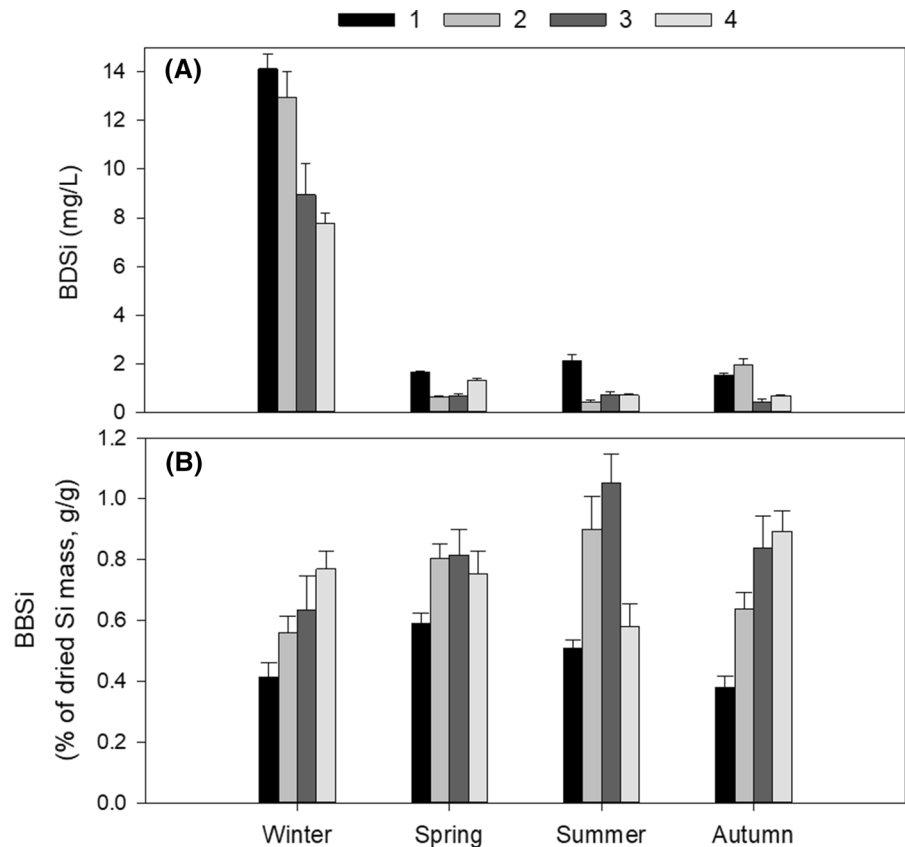 1 2 3 4
(A)
14
12
10
8
6
4
2
0
BDSi (mg/L)
(B)
1.2
1.0
0.8
0.6
0.4
0.2
0.0
BBSi
(% of dried Si mass, g/g)
Winter Spring Summer Autumn